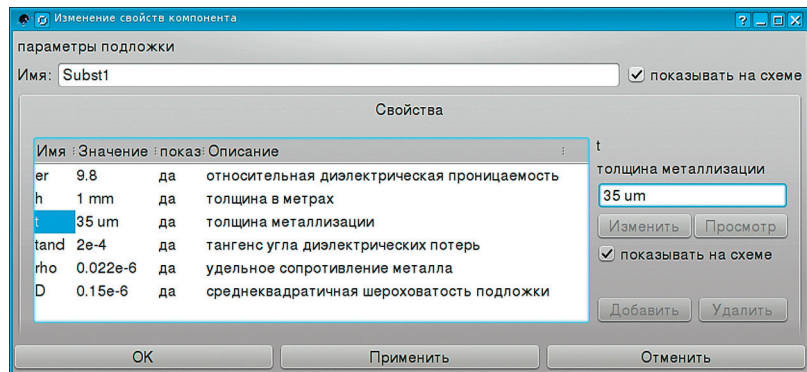 Изменение свойств компонента
параметры подложки
Имя: Subst1 показывать на схеме
Свойства
Имя Значение показ Описание
er 9.8 да относительная диэлектрическая проницаемость
h 1 mm да толщина в метрах
t 35 um да толщина металлизации
tand 2e-4 да тангенс угла диэлектрических потерь
rho 0.022e-6 да удельное сопротивление металла
D 0.15e-6 да среднеквадратичная шероховатость подложки
t
толщина металлизации
35 um
Изменить Просмотр
показывать на схеме
Добавить Удалить
OK Применить Отменить